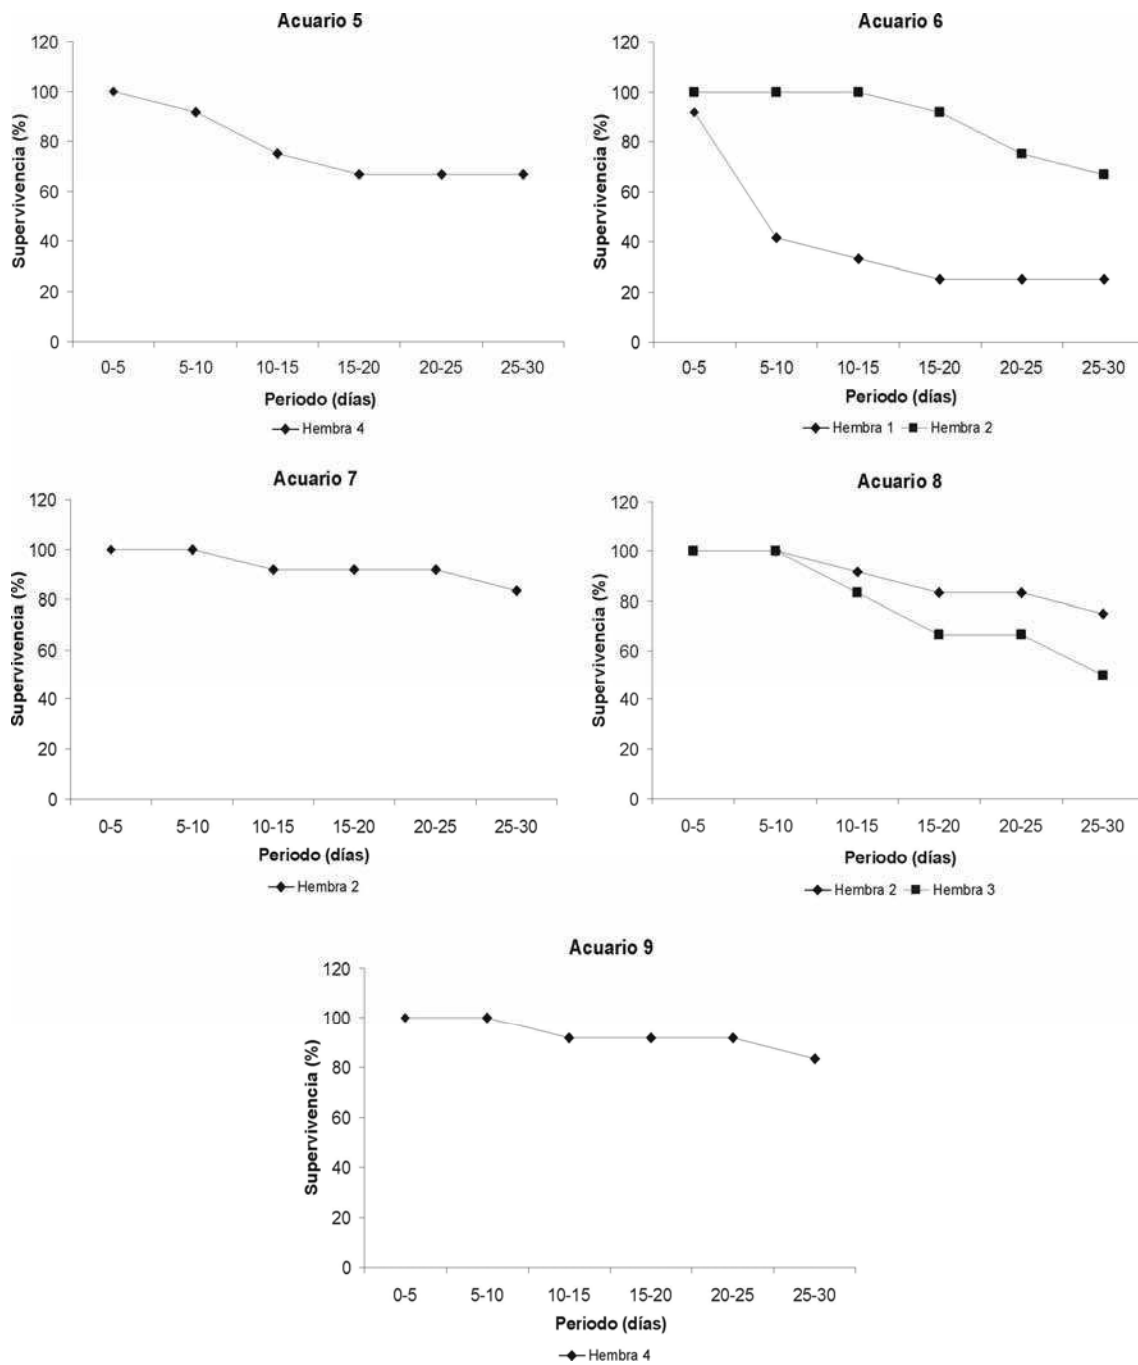 Acuario 5
120
100
80
60
40
20
0
Supervivencia (%)
0-5 5-10 10-15 15-20 20-25 25-30
Periodo (días)
Hembra 4
Acuario 6
120
100
80
60
40
20
0
Supervivencia (%)
0-5 5-10 10-15 15-20 20-25 25-30
Periodo (días)
Hembra 1 Hembra 2
Acuario 7
120
100
80
60
40
20
0
Supervivencia (%)
0-5 5-10 10-15 15-20 20-25 25-30
Periodo (días)
Hembra 2
Acuario 8
120
100
80
60
40
20
0
Supervivencia (%)
0-5 5-10 10-15 15-20 20-25 25-30
Periodo (días)
Hembra 2 Hembra 3
Acuario 9
120
100
80
60
40
20
0
Supervivencia (%)
0-5 5-10 10-15 15-20 20-25 25-30
Periodo (días)
Hembra 4